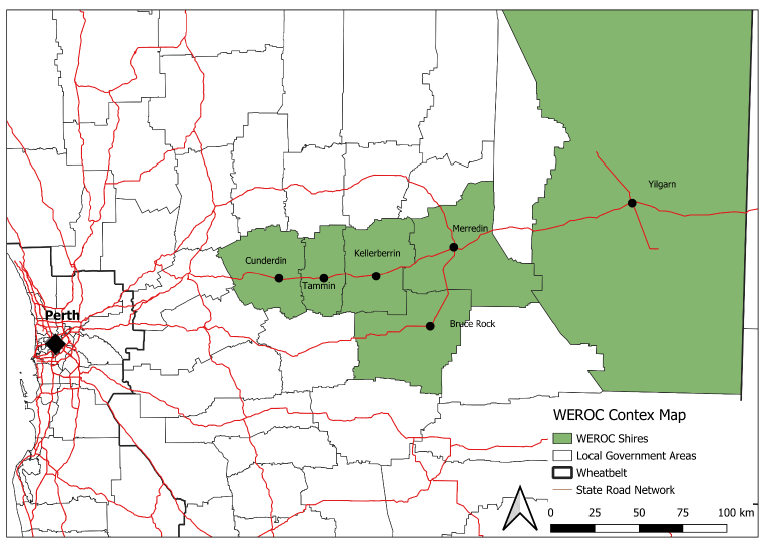 Yilgarn
Merredin
Kellerberrin
Cunderdin
Tammin
Perth
Bruce Rock
WEROC Contex Map
WEROC Shires
Local Government Areas
Wheatbelt
State Road Network
0 25 50 75 100 km